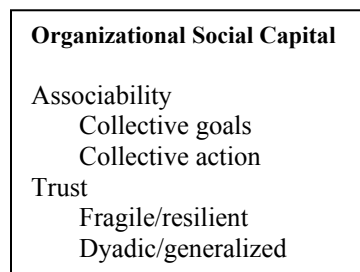 Organizational Social Capital
Associability
Collective goals
Collective action
Trust
Fragile/resilient
Dyadic/generalized